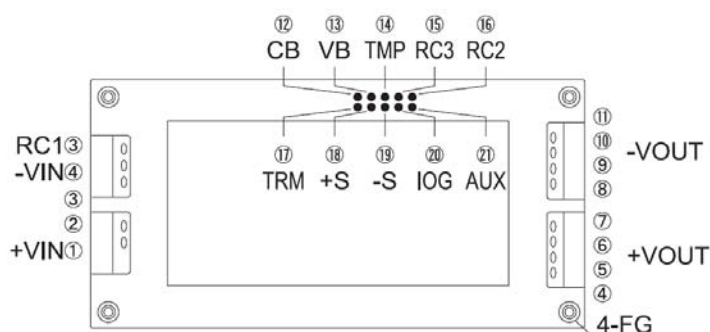 ⑫ ⑬ ⑭ ⑮ ⑯
CB VB TMP RC3 RC2
⑪
RC1③ ⑩ -VOUT
-VIN④ ⑨
⑰ ⑱ ⑲ ⑳ ㉑
③ ⑧
TRM +S -S IOG AUX
② ⑦
+VIN① ⑥ +VOUT
⑤
④
4-FG